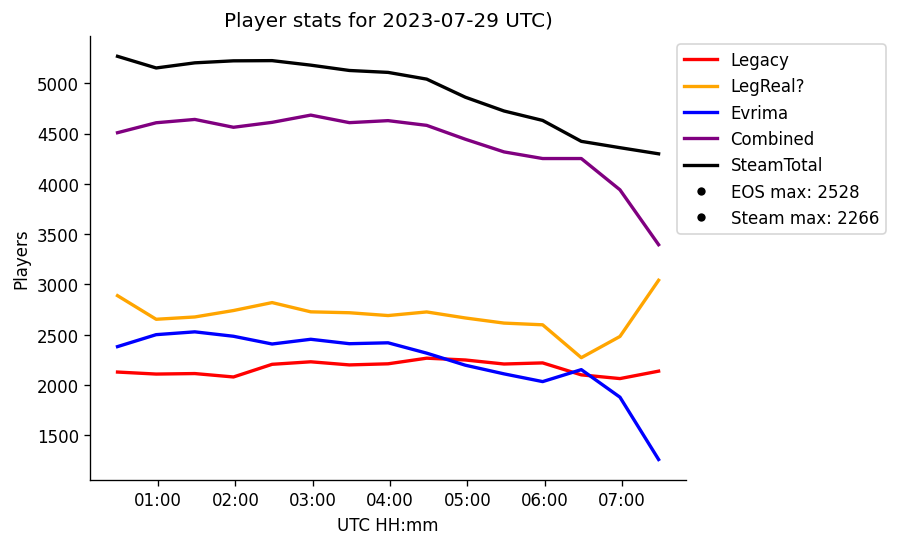 Player stats for 2023-07-29 UTC)
Legacy
LegReal?
Evrima
Combined
SteamTotal
EOS max: 2528
Steam max: 2266
Players
5000
4500
4000
3500
3000
2500
2000
1500
01:00 02:00 03:00 04:00 05:00 06:00 07:00
UTC HH:mm